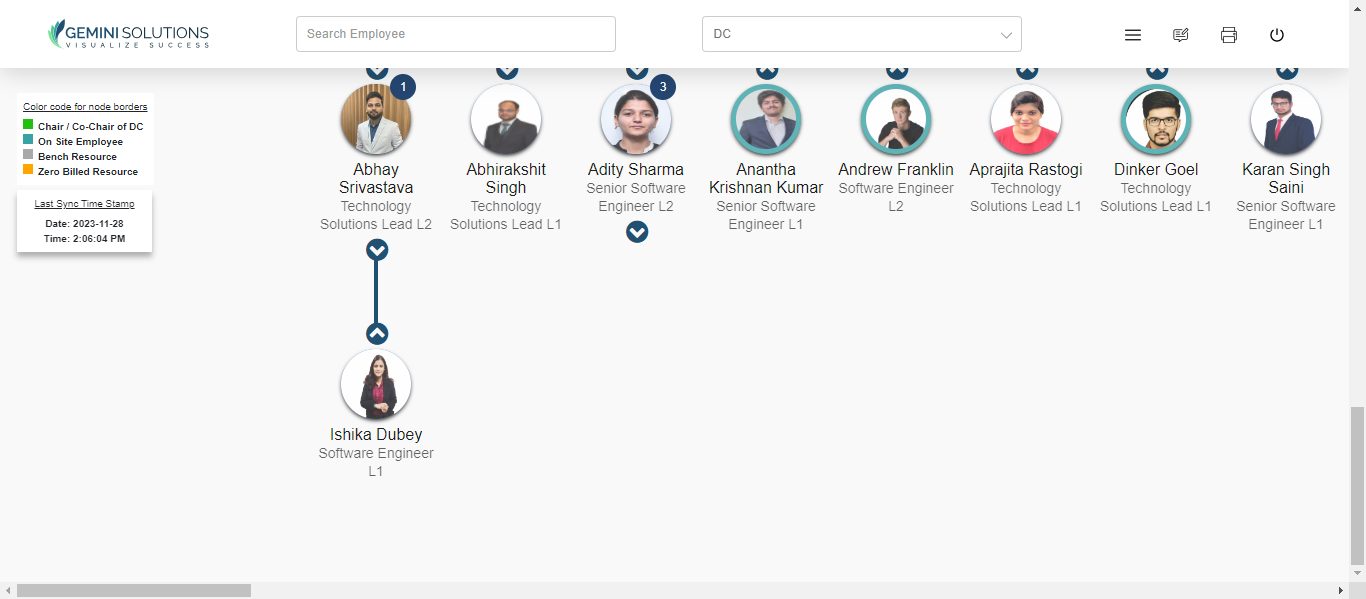 GEMINI SOLUTIONS
VISUALIZE SUCCESS
Search Employee
DC
Color code for node borders
Chair / Co-Chair of DC
On Site Employee
Bench Resource
Zero Billed Resource
Last Sync Time Stamp
Date: 2023-11-28
Time: 2:06:04 PM
1
Abhay
Srivastava
Technology
Solutions Lead L2
Abhirakshit
Singh
Technology
Solutions Lead L1
3
Adity Sharma
Senior Software
Engineer L2
Anantha
Krishnan Kumar
Senior Software
Engineer L1
Andrew Franklin
Software Engineer
L2
Aprajita Rastogi
Technology
Solutions Lead L1
Dinker Goel
Technology
Solutions Lead L1
Karan Singh
Saini
Senior Software
Engineer L1
Ishika Dubey
Software Engineer
L1